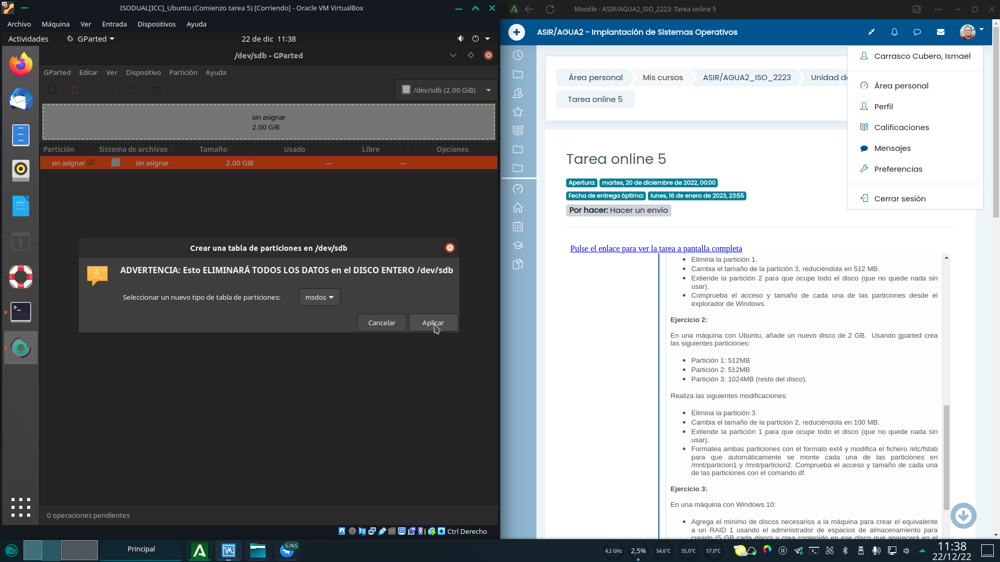 ISODUAL[ICC]_Ubuntu (Comienzo tarea 5) [Corriendo] - Oracle VM VirtualBox
Archivo Máquina Ver Entrada Dispositivos Ayuda
Actividades GParted 22 de dic 11:38
/dev/sdb - GParted
GParted Editar Ver Dispositivo Partición Ayuda
/dev/sdb (2.00 GiB)
sin asignar
2.00 GiB
Partición Sistema de archivos Tamaño Usado Libre Opciones
sin asignar sin asignar 2.00 GiB --- ---
Crear una tabla de particiones en /dev/sdb
ADVERTENCIA: Esto ELIMINARÁ TODOS LOS DATOS en el DISCO ENTERO /dev/sdb
Seleccionar un nuevo tipo de tabla de particiones: msdos
Cancelar Aplicar
0 operaciones pendientes
Ctrl Derecho
Moodle - ASIR/AGUA2_ISO_2223: Tarea online 5
ASIR/AGUA2 - Implantación de Sistemas Operativos
Carrasco Cubero, Ismael
Área personal
Perfil
Calificaciones
Mensajes
Preferencias
Cerrar sesión
Área personal Mis cursos ASIR/AGUA2_ISO_2223 Unidad de
Tarea online 5
Tarea online 5
Apertura: martes, 20 de diciembre de 2022, 00:00
Fecha de entrega óptima: lunes, 16 de enero de 2023, 23:55
Por hacer: Hacer un envío
Pulse el enlace para ver la tarea a pantalla completa
Elimina la partición 1.
Cambia el tamaño de la partición 3, reduciéndola en 512 MB.
Extiende la partición 2 para que ocupe todo el disco (que no quede nada sin
usar).
Comprueba el acceso y tamaño de cada una de las particiones desde el
explorador de Windows.
Ejercicio 2:
En una máquina con Ubuntu, añade un nuevo disco de 2 GB. Usando gparted crea
las siguientes particiones:
Partición 1: 512MB
Partición 2: 512MB
Partición 3: 1024MB (resto del disco).
Realiza las siguientes modificaciones:
Elimina la partición 3.
Cambia el tamaño de la partición 2, reduciéndola en 100 MB.
Extiende la partición 1 para que ocupe todo el disco (que no quede nada sin
usar).
Formatea ambas particiones con el formato ext4 y modifica el fichero /etc/fstab
para que automáticamente se monte cada una de las particiones en
/mnt/particion1 y /mnt/particion2. Comprueba el acceso y tamaño de cada una
de las particiones con el comando df.
Ejercicio 3:
En una máquina con Windows 10:
Agrega el mínimo de discos necesarios a la máquina para crear el equivalente
a un RAID 1 usando el administrador de espacios de almacenamiento para
crearlo (5 GB cada disco) y crea contenido en ese disco que aparecerá en el
Principal
6.065
4,2 GHz 2,5% 54,6°C 55,0°C 57,0°C
11:38
22/12/22